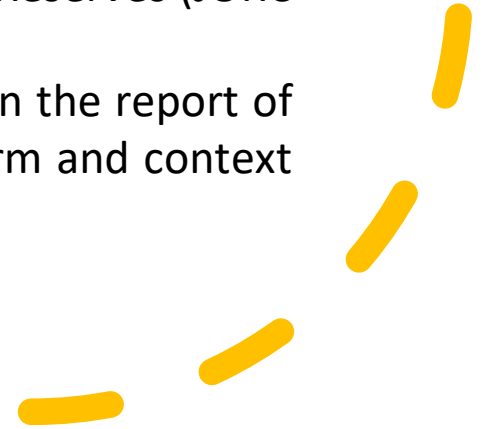 n the report of
rm and context